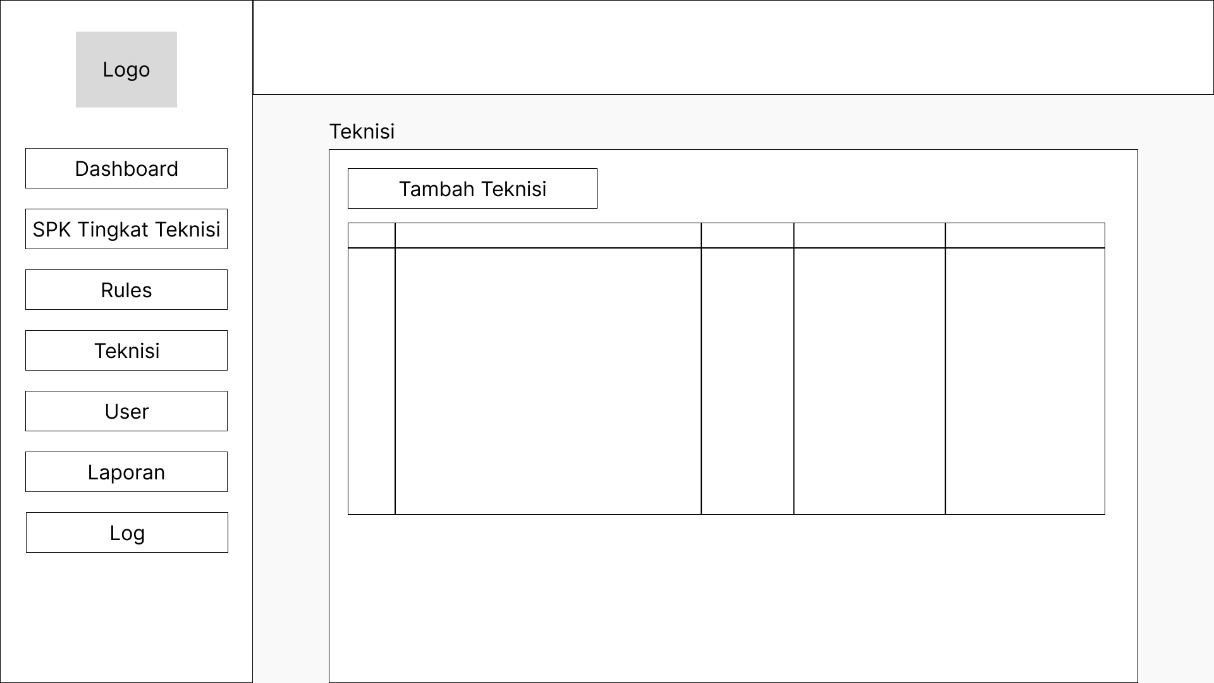 Logo
Dashboard
SPK Tingkat Teknisi
Rules
Teknisi
User
Laporan
Log
Teknisi
Tambah Teknisi